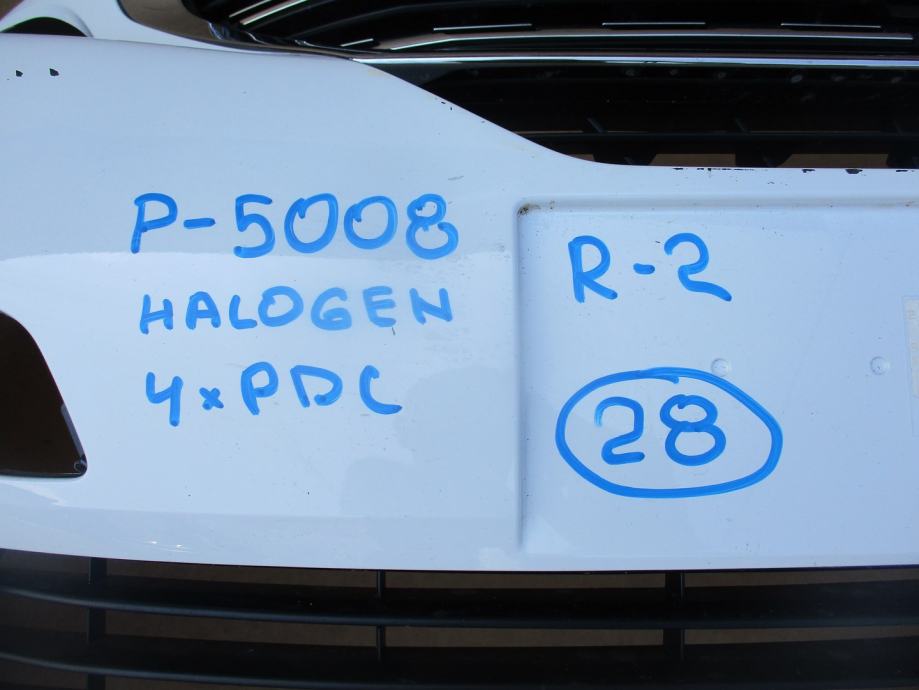 P-5008
HALOGEN
4xPDC
R-2
28